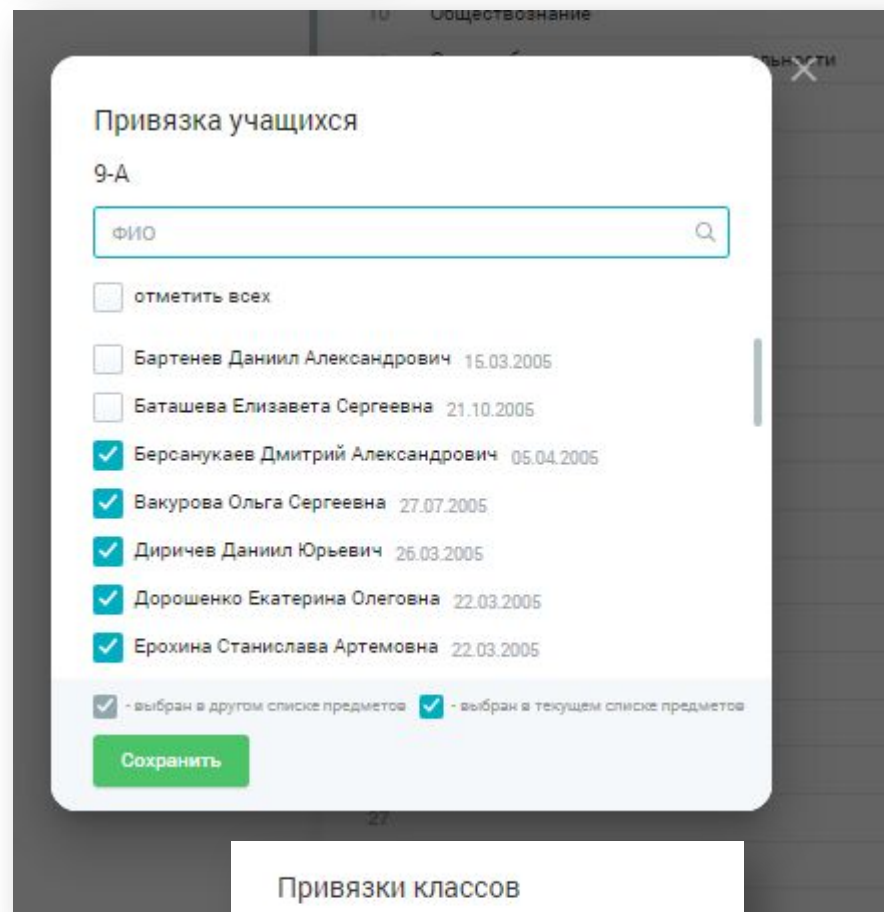 10 Обществознание
Привязка учащихся
9-А
ФИО
отметить всех
Бартенев Даниил Александрович 15.03.2005
Баташева Елизавета Сергеевна 21.10.2005
Берсанукаев Дмитрий Александрович 05.04.2005
Вакурова Ольга Сергеевна 27.07.2005
Диричев Даниил Юрьевич 26.03.2005
Дорошенко Екатерина Олеговна 22.03.2005
Ерохина Станислава Артемовна 22.03.2005
- выбран в другом списке предметов - выбран в текущем списке предметов
Сохранить
27
Привязки классов